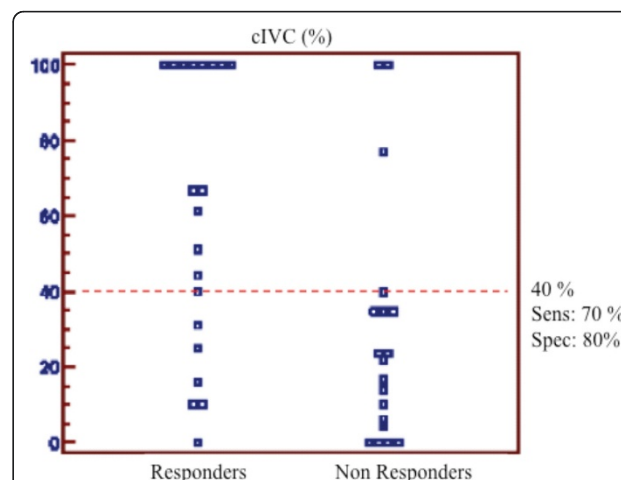 cIVC (%)
100
80
60
40
20
0
40 %
Sens: 70 %
Spec: 80%
Responders Non Responders